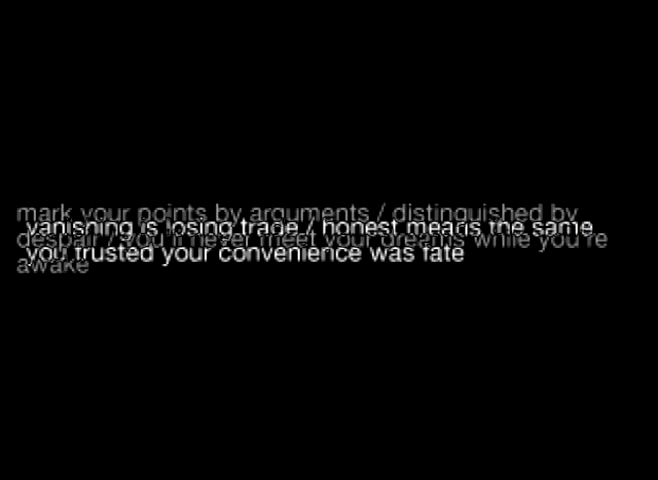 mark your points by arguments / distinguished by
vanishing is losing trade / honest means the same
despair / you'll never meet your dreams while you're
you trusted your convenience was fate
awake